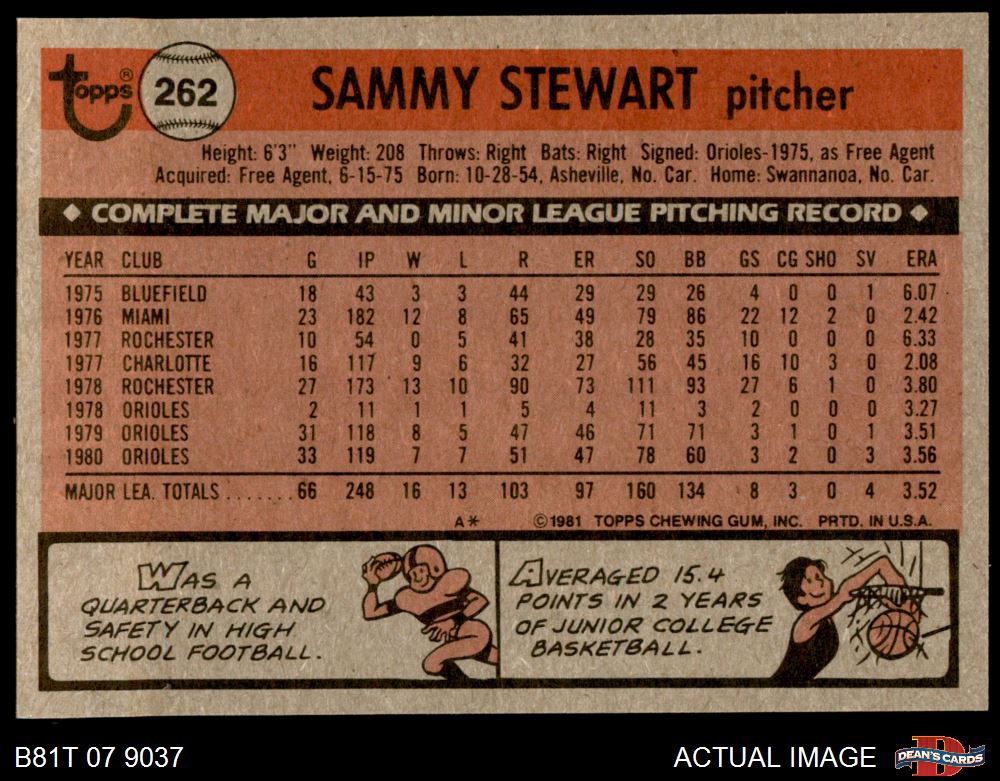 topps® 262 SAMMY STEWART pitcher
Height: 6'3" Weight: 208 Throws: Right Bats: Right Signed: Orioles-1975, as Free Agent
Acquired: Free Agent, 6-15-75 Born: 10-28-54, Asheville, No. Car. Home: Swannanoa, No. Car.
◆ COMPLETE MAJOR AND MINOR LEAGUE PITCHING RECORD ◆
YEAR CLUB G IP W L R ER SO BB GS CG SHO SV ERA
1975 BLUEFIELD 18 43 3 3 44 29 29 26 4 0 0 1 6.07
1976 MIAMI 23 182 12 8 65 49 79 86 22 12 2 0 2.42
1977 ROCHESTER 10 54 0 5 41 38 28 35 10 0 0 0 6.33
1977 CHARLOTTE 16 117 9 6 32 27 56 45 16 10 3 0 2.08
1978 ROCHESTER 27 173 13 10 90 73 111 93 27 6 1 0 3.80
1978 ORIOLES 2 11 1 1 5 4 11 3 2 0 0 0 3.27
1979 ORIOLES 31 118 8 5 47 46 71 71 3 1 0 1 3.51
1980 ORIOLES 33 119 7 7 51 47 78 60 3 2 0 3 3.56
MAJOR LEA. TOTALS.......66 248 16 13 103 97 160 134 8 3 0 4 3.52
A* ©1981 TOPPS CHEWING GUM, INC. PRTD. IN U.S.A.
WAS A
QUARTERBACK AND
SAFETY IN HIGH
SCHOOL FOOTBALL.
AVERAGED 15.4
POINTS IN 2 YEARS
OF JUNIOR COLLEGE
BASKETBALL.
B81T 07 9037 ACTUAL IMAGE D DEAN'S CARDS